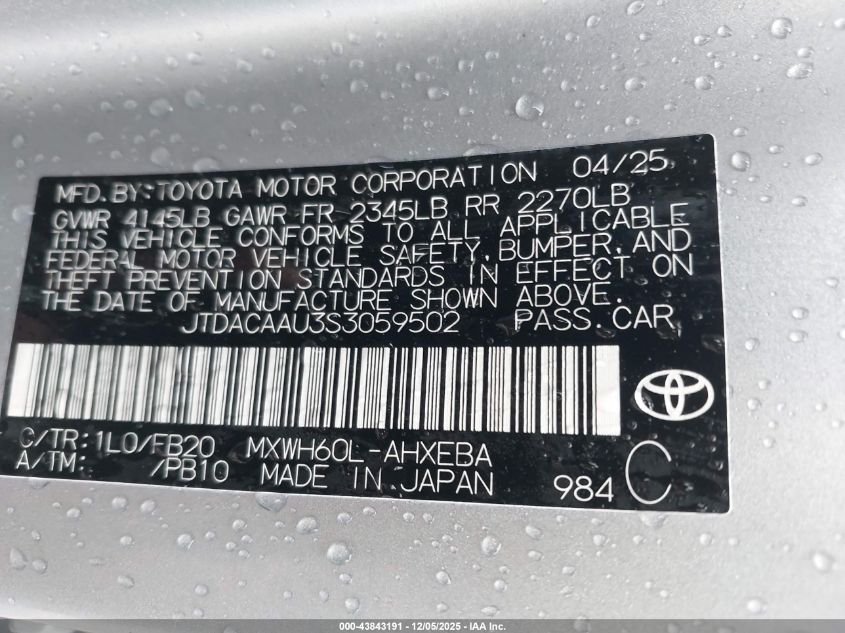 MFD. BY: TOYOTA MOTOR CORPORATION 04/25
GVWR 4145LB GAWR FR 2345LB RR 2270LB
THIS VEHICLE CONFORMS TO ALL APPLICABLE
FEDERAL MOTOR VEHICLE SAFETY, BUMPER, AND
THEFT PREVENTION STANDARDS IN EFFECT ON
THE DATE OF MANUFACTURE SHOWN ABOVE.
JTDACAAU3S3059502 PASS. CAR
C/TR: 1L0/FB20 MXWH60L-AHXEBA
A/TM: /PB10 MADE IN JAPAN 984 C
000-43843191 - 12/05/2025 - IAA Inc.